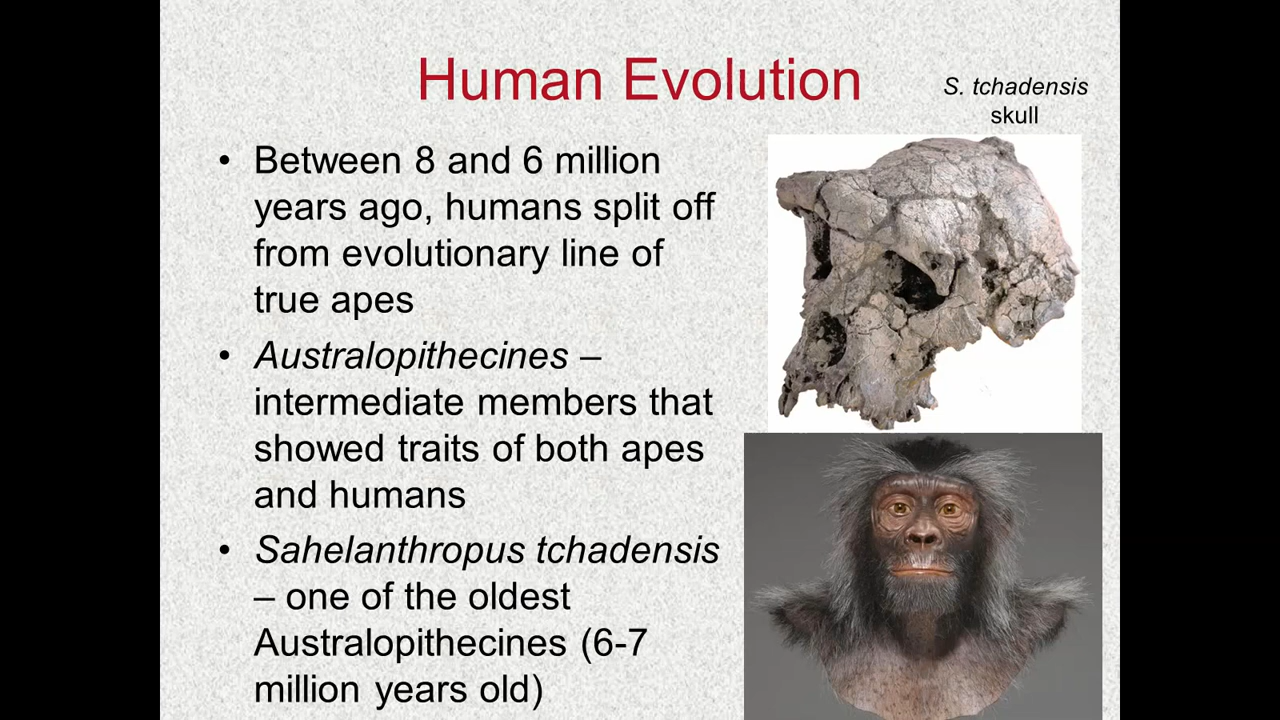 Human Evolution
S. tchadensis
skull
• Between 8 and 6 million
years ago, humans split off
from evolutionary line of
true apes
• Australopithecines –
intermediate members that
showed traits of both apes
and humans
• Sahelanthropus tchadensis
– one of the oldest
Australopithecines (6-7
million years old)